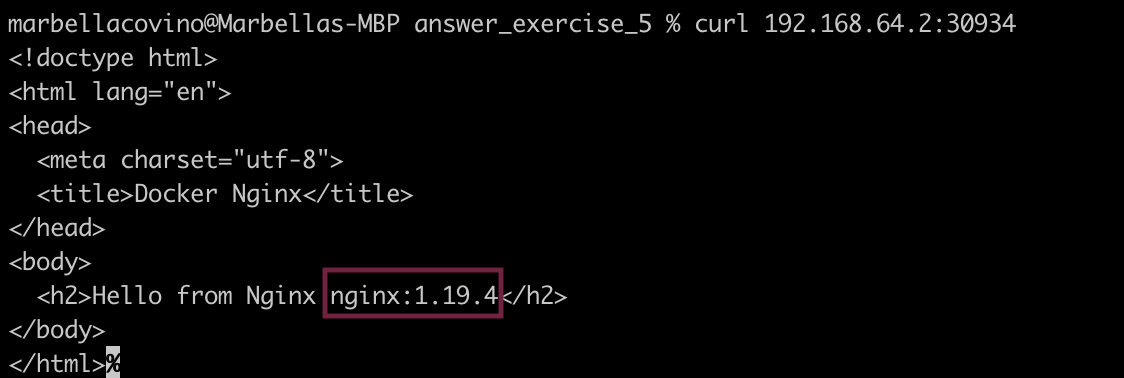 marbellacovino@Marbellas-MBP answer_exercise_5 % curl 192.168.64.2:30934
<!doctype html>
<html lang="en">
<head>
  <meta charset="utf-8">
  <title>Docker Nginx</title>
</head>
<body>
  <h2>Hello from Nginx nginx:1.19.4</h2>
</body>
</html>%